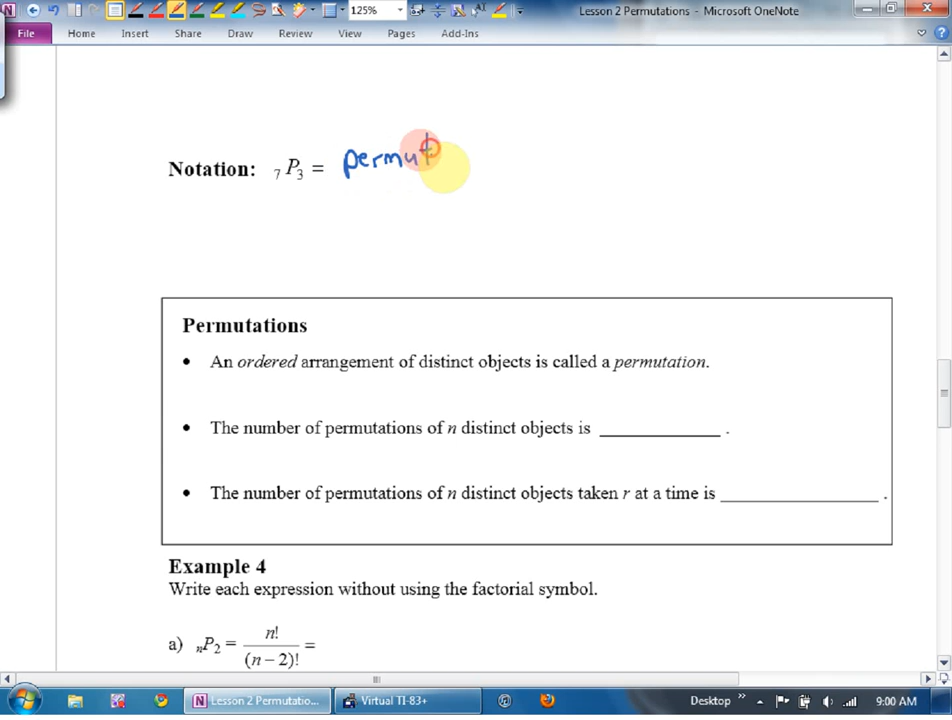 Lesson 2 Permutations - Microsoft OneNote
125%
File Home Insert Share Draw Review View Pages Add-Ins
Notation: ₇P₃ = permut
Permutations
• An ordered arrangement of distinct objects is called a permutation.
• The number of permutations of n distinct objects is ____________ .
• The number of permutations of n distinct objects taken r at a time is ________________ .
Example 4
Write each expression without using the factorial symbol.
a) ₙP₂ = n! / (n − 2)! =
Lesson 2 Permutatio... Virtual TI-83+ Desktop » 9:00 AM